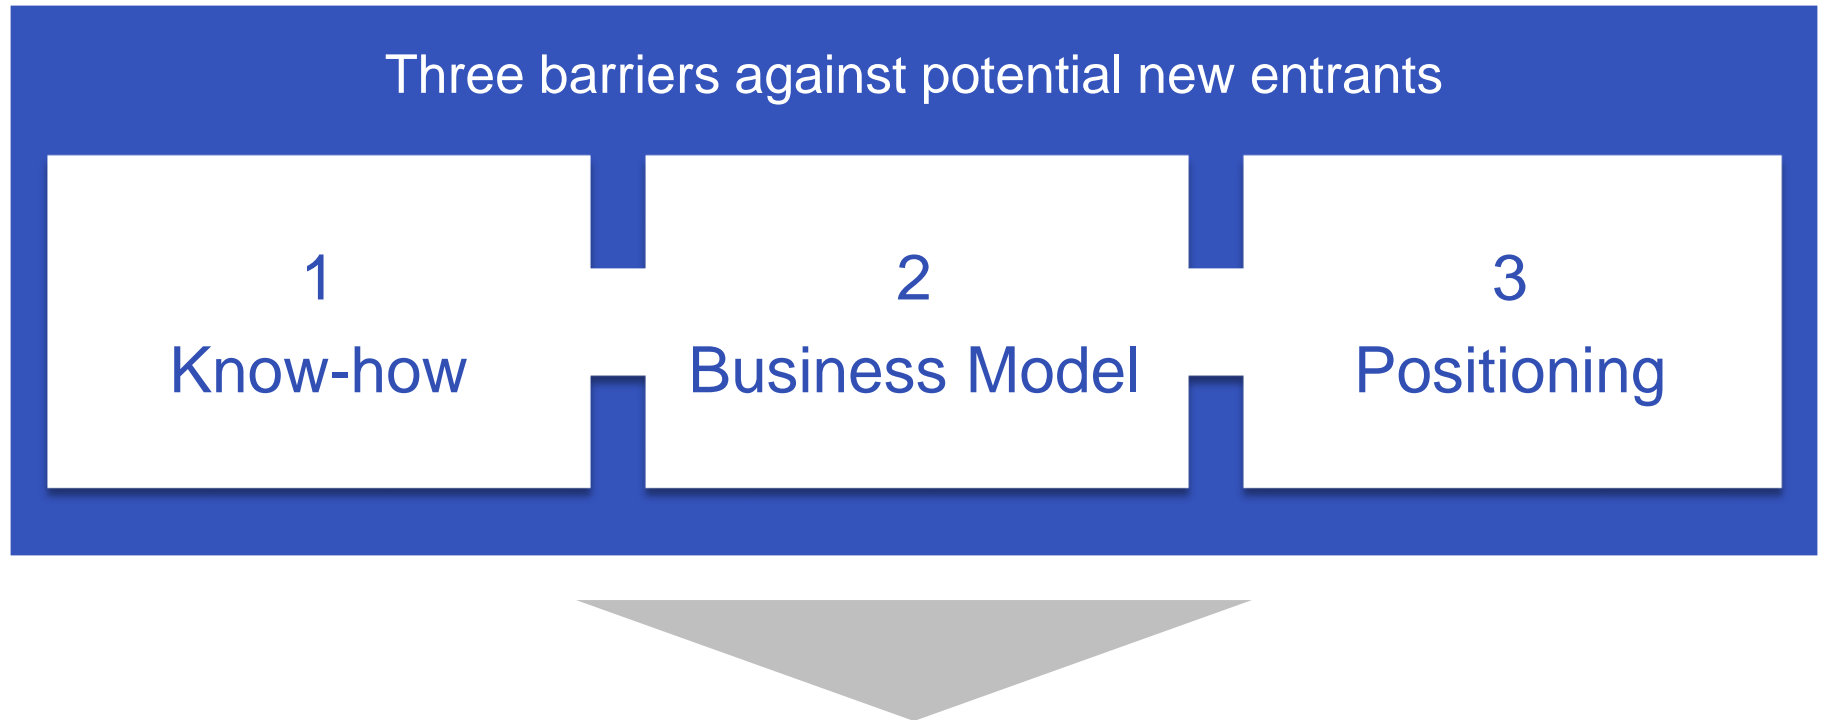 Three barriers against potential new entrants
1
Know-how
2
Business Model
3
Positioning